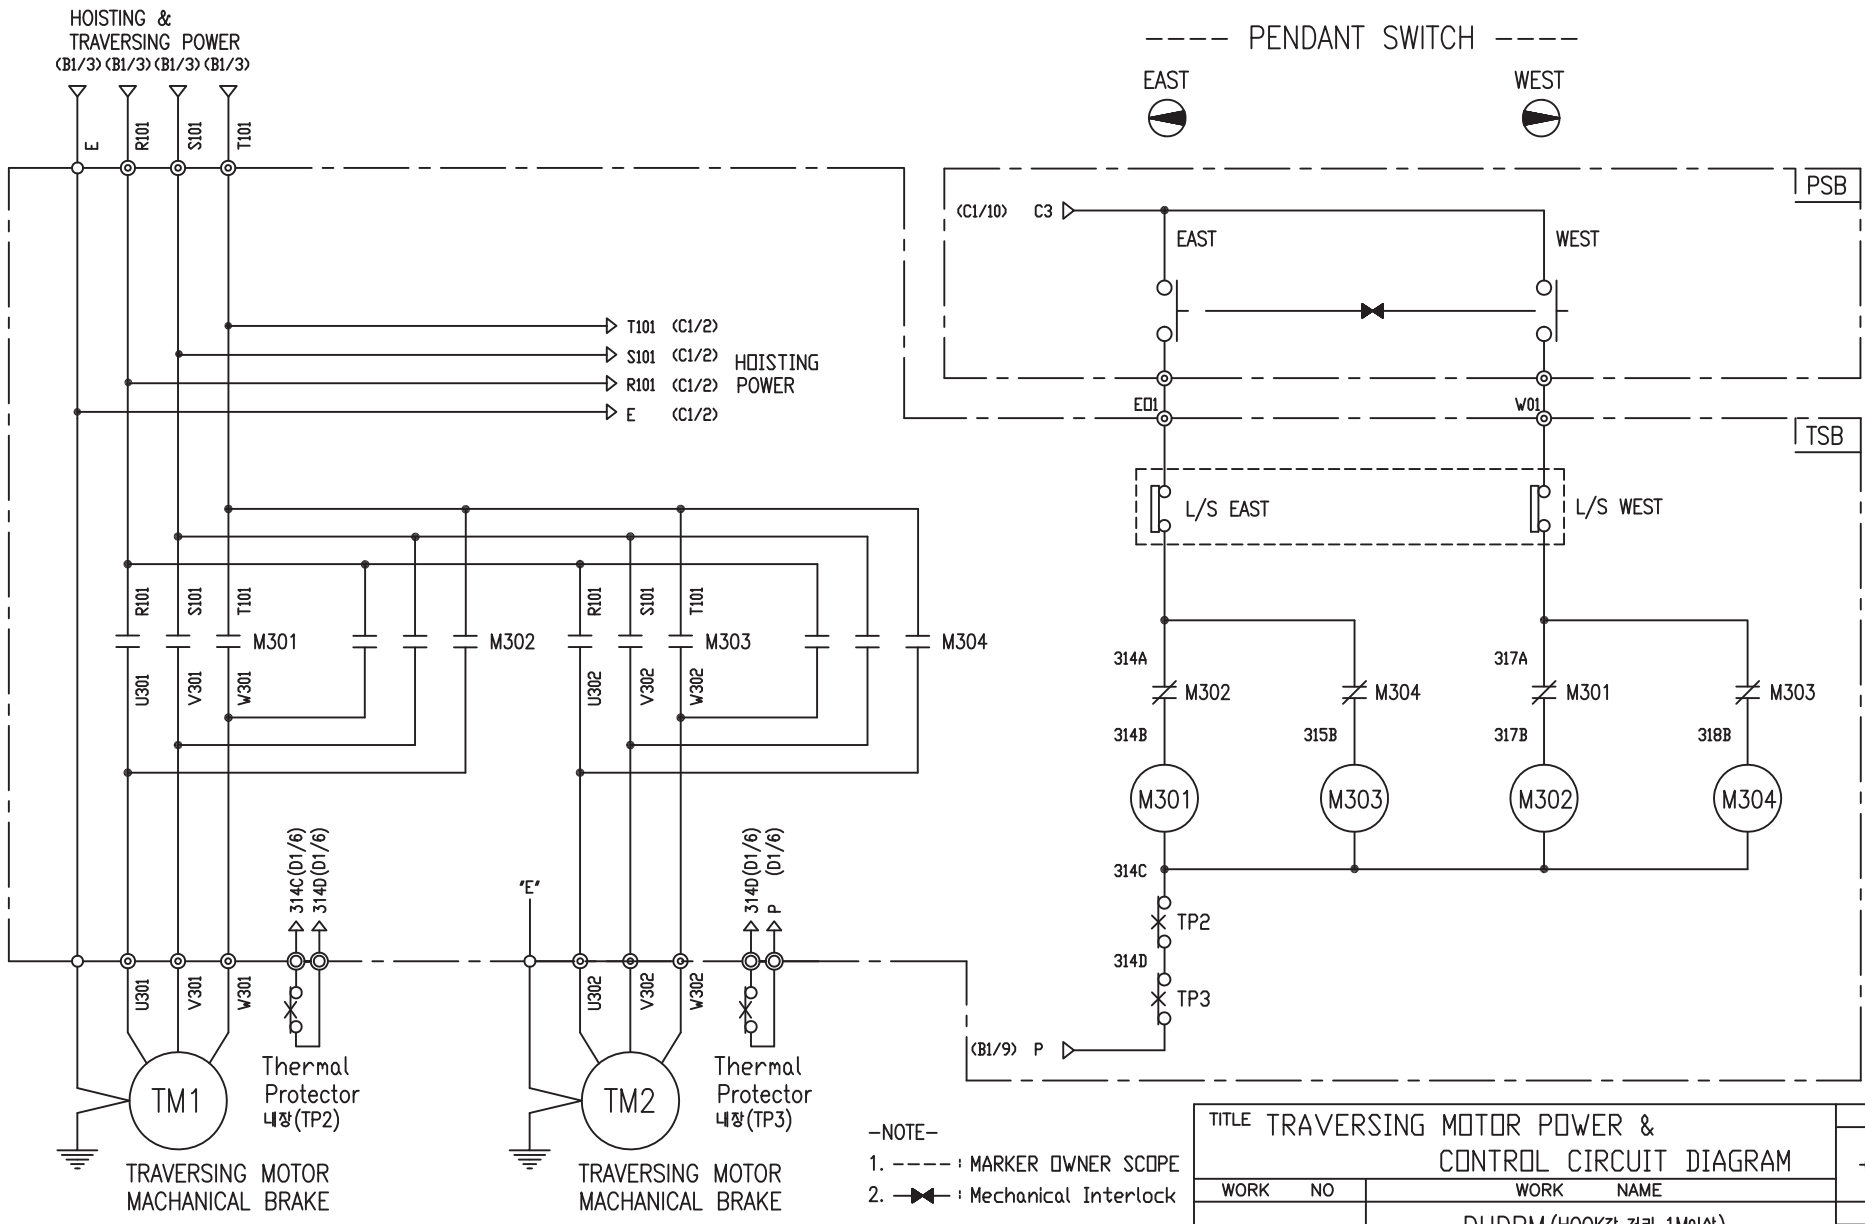 HOISTING &
TRAVERSING POWER
(B1/3) (B1/3) (B1/3) (B1/3)
E
R101
S101
T101
T101 (C1/2)
S101 (C1/2)
R101 (C1/2)
E (C1/2)
HOISTING
POWER
R101
S101
T101
M301
M302
R101
S101
T101
M303
M304
U301
V301
W301
U302
V302
W302
314C(D1/6)
314D(D1/6)
"E"
314D(D1/6)
P (D1/6)
U301
V301
W301
U302
V302
W302
TM1
Thermal
Protector
내장(TP2)
TM2
Thermal
Protector
내장(TP3)
TRAVERSING MOTOR
MACHANICAL BRAKE
TRAVERSING MOTOR
MACHANICAL BRAKE
---- PENDANT SWITCH ----
EAST
WEST
PSB
(C1/10) C3
EAST
WEST
E01
W01
TSB
L/S EAST
L/S WEST
314A
317A
M302
M304
M301
M303
314B
315B
317B
318B
M301
M303
M302
M304
314C
TP2
314D
TP3
(B1/9) P
-NOTE-
1. ----- : MARKER OWNER SCOPE
2. : Mechanical Interlock
TITLE TRAVERSING MOTOR POWER &
CONTROL CIRCUIT DIAGRAM
WORK NO
WORK NAME